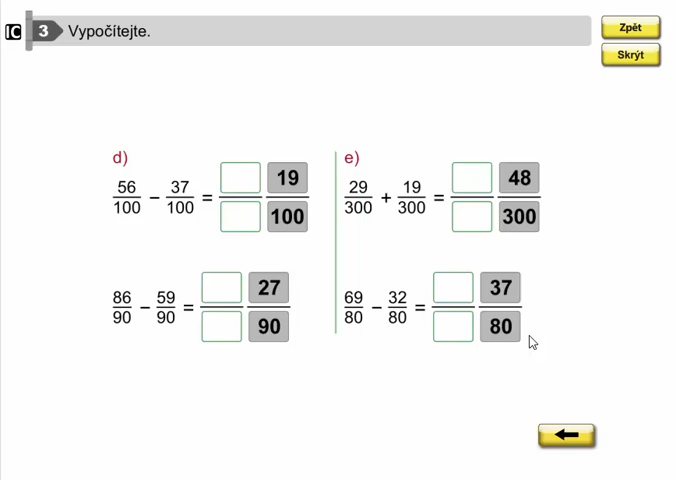 IC 3 Vypočítejte.
Zpět
Skrýt
d)
56/100 − 37/100 = 19/100
86/90 − 59/90 = 27/90
e)
29/300 + 19/300 = 48/300
69/80 − 32/80 = 37/80